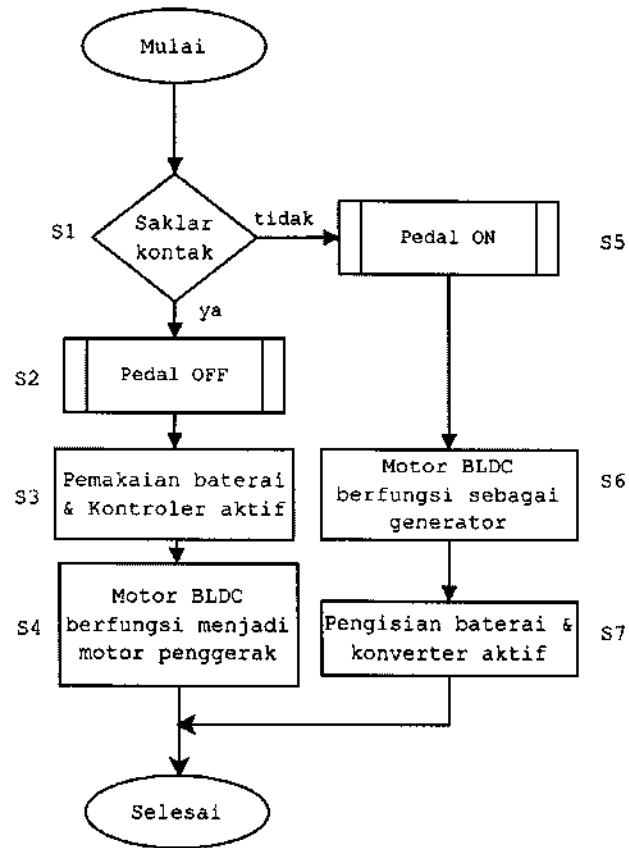 Mulai
S1
Saklar
kontak
tidak
ya
Pedal ON
S5
S2
Pedal OFF
S3
Pemakaian baterai
& Kontroler aktif
Motor BLDC
berfungsi sebagai
generator
S6
S4
Motor BLDC
berfungsi menjadi
motor penggerak
Pengisian baterai &
konverter aktif
S7
Selesai